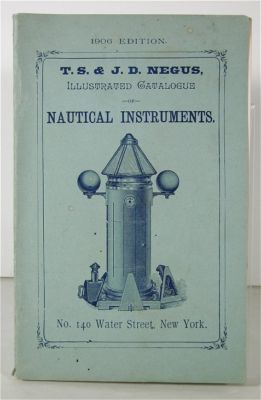 1906 EDITION.
T. S. & J. D. NEGUS,
ILLUSTRATED CATALOGUE
—OF—
NAUTICAL INSTRUMENTS.
No. 140 Water Street, New York.